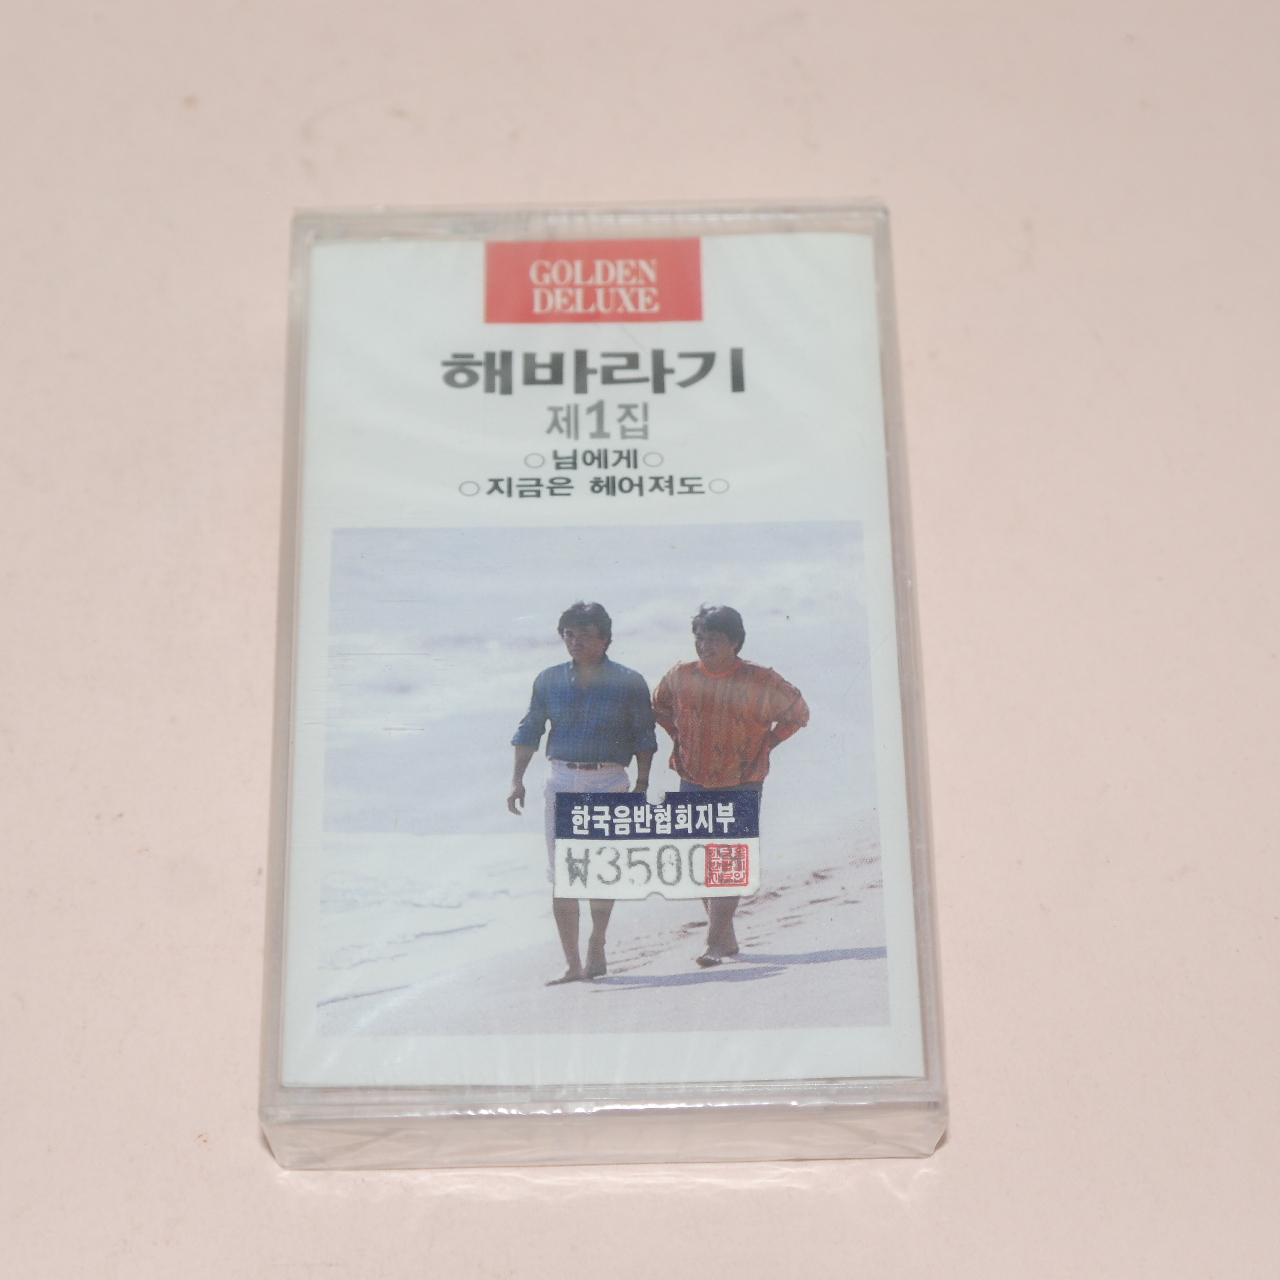 GOLDEN
DELUXE
해바라기
제1집
○님에게○
○지금은 헤어져도○
한국음반협회지부
₩3500